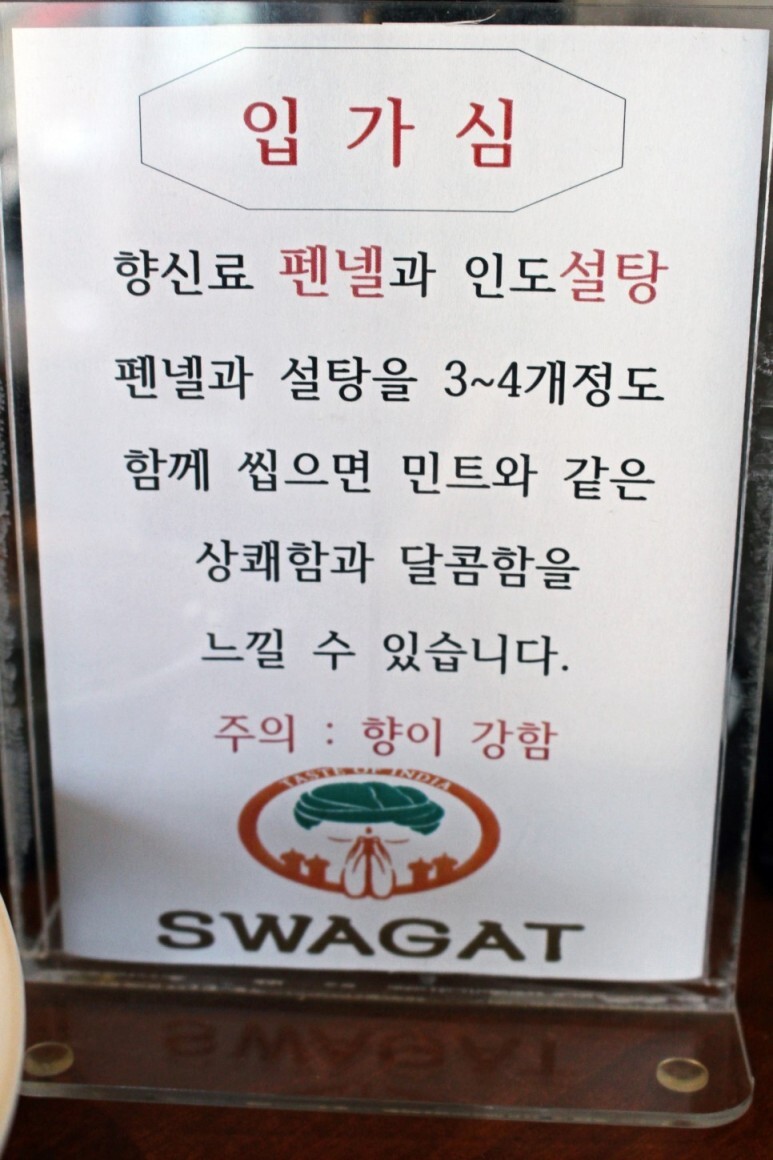 입 가 심
향신료 펜넬과 인도설탕
펜넬과 설탕을 3~4개정도
함께 씹으면 민트와 같은
상쾌함과 달콤함을
느낄 수 있습니다.
주의 : 향이 강함
TASTE OF INDIA
SWAGAT